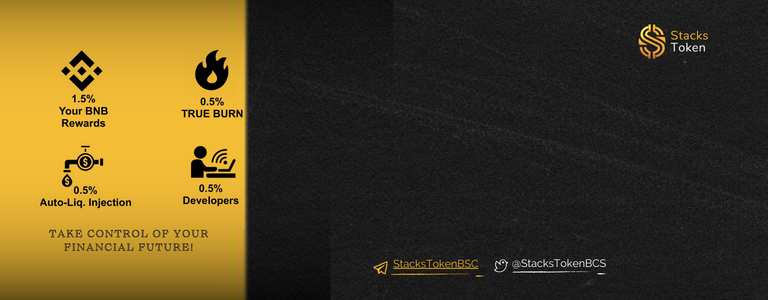 1.5%
Your BNB
Rewards
0.5%
TRUE BURN
$
$
0.5%
Auto-Liq. Injection
0.5%
Developers
TAKE CONTROL OF YOUR
FINANCIAL FUTURE!
Stacks
Token
StacksTokenBSC
@StacksTokenBCS